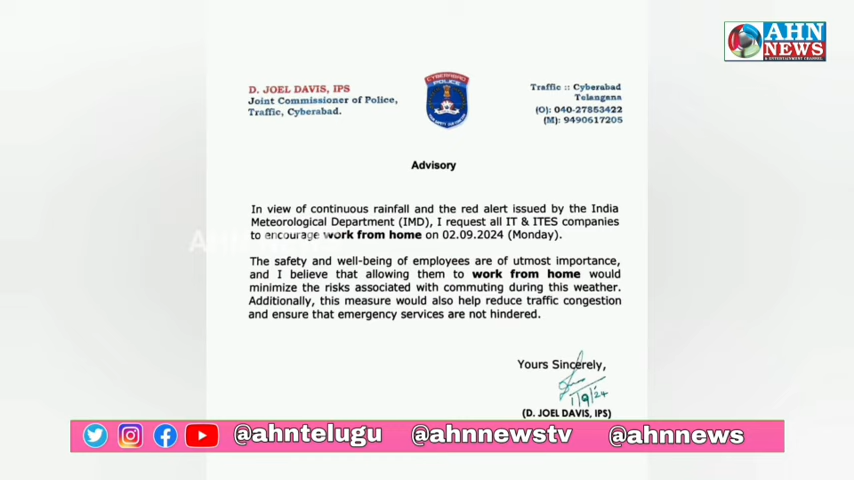 AHN
NEWS
& ENTERTAINMENT CHANNEL
D. JOEL DAVIS, IPS
Joint Commissioner of Police,
Traffic, Cyberabad.
CYBERABAD
POLICE
Traffic :: Cyberabad
Telangana
(O): 040-27853422
(M): 9490617205
Advisory
In view of continuous rainfall and the red alert issued by the India
Meteorological Department (IMD), I request all IT & ITES companies
to encourage work from home on 02.09.2024 (Monday).
The safety and well-being of employees are of utmost importance,
and I believe that allowing them to work from home would
minimize the risks associated with commuting during this weather.
Additionally, this measure would also help reduce traffic congestion
and ensure that emergency services are not hindered.
Yours Sincerely,
1/9/24
(D. JOEL DAVIS, IPS)
@ahntelugu @ahnnewstv @ahnnews